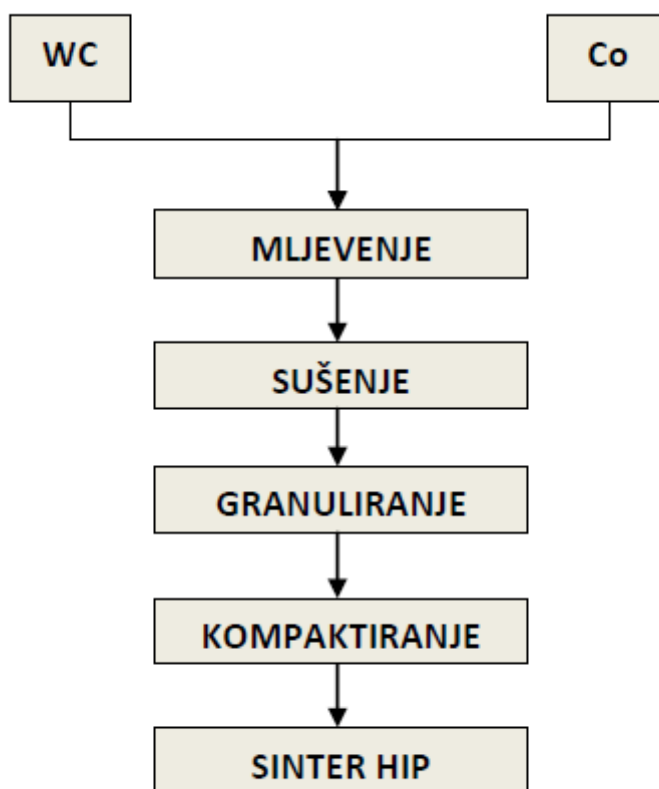 WC
Co
MLJEVENJE
SUŠENJE
GRANULIRANJE
KOMPAKTIRANJE
SINTER HIP